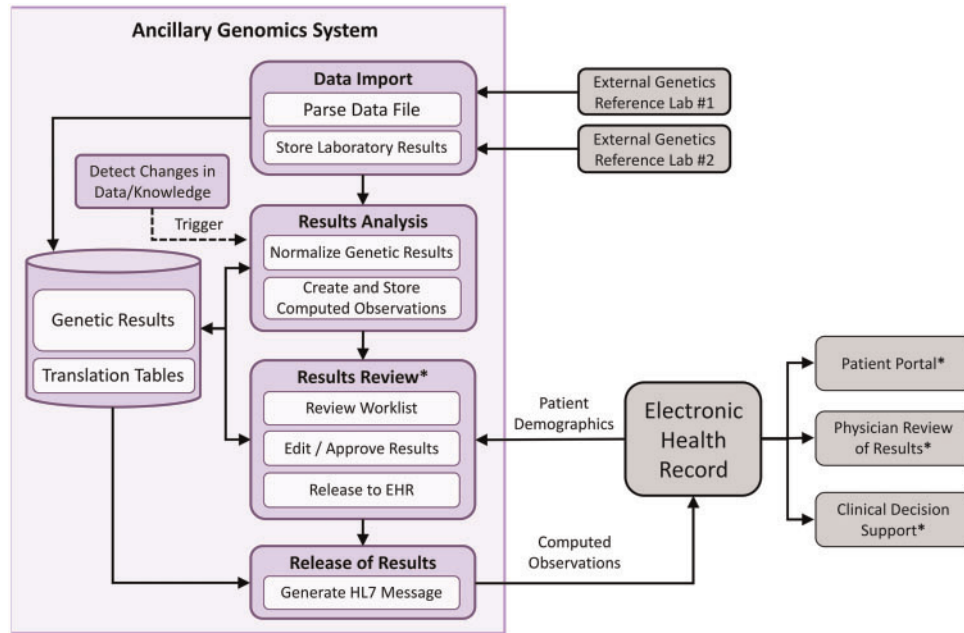 Ancillary Genomics System
Data Import
Parse Data File
Store Laboratory Results
External Genetics
Reference Lab #1
External Genetics
Reference Lab #2
Detect Changes in
Data/Knowledge
Trigger
Results Analysis
Normalize Genetic Results
Create and Store
Computed Observations
Genetic Results
Translation Tables
Results Review*
Review Worklist
Edit / Approve Results
Release to EHR
Patient
Demographics
Electronic
Health
Record
Patient Portal*
Physician Review
of Results*
Clinical Decision
Support*
Release of Results
Generate HL7 Message
Computed
Observations